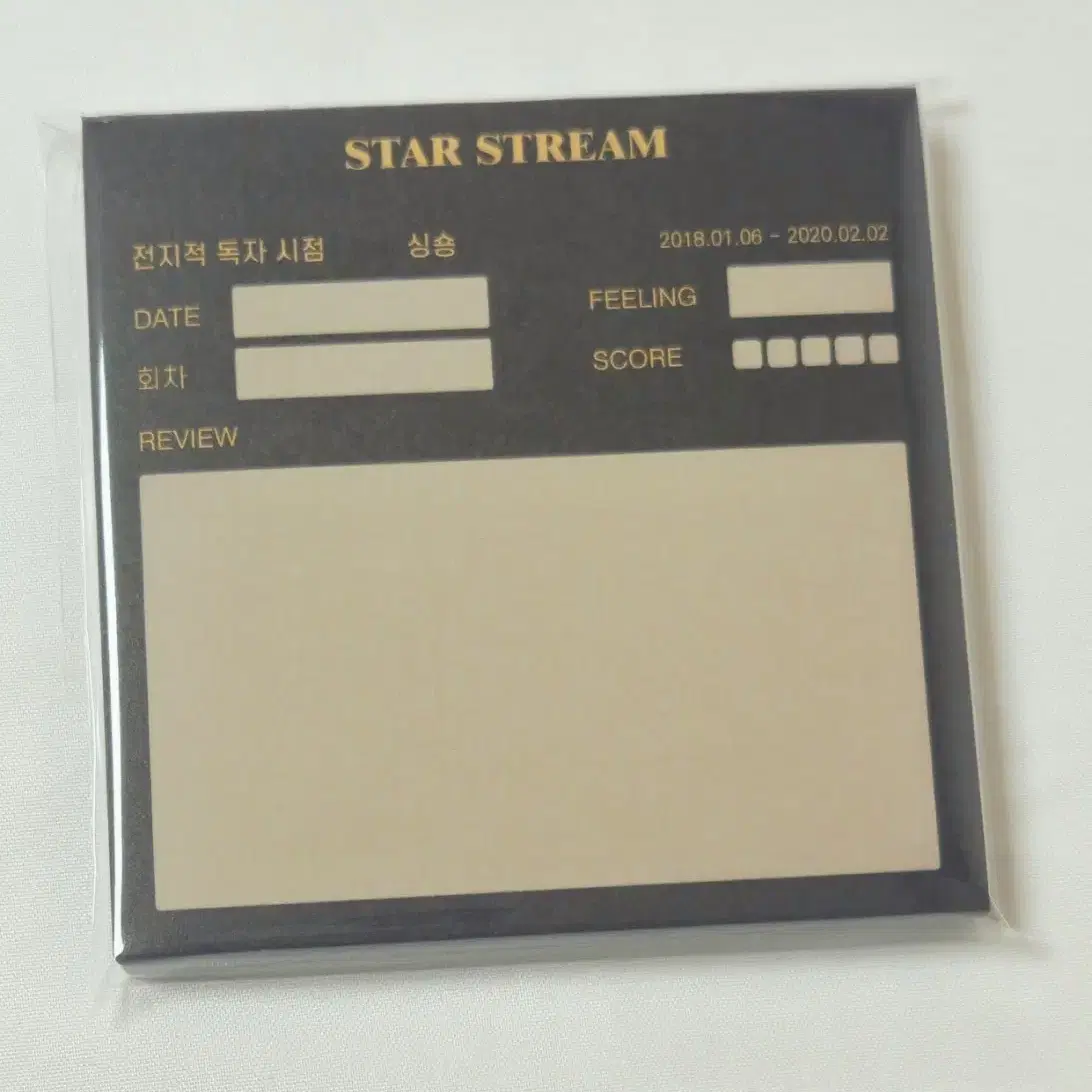 STAR STREAM
전지적 독자 시점 싱숑 2018.01.06 - 2020.02.02
DATE FEELING
회차 SCORE
REVIEW